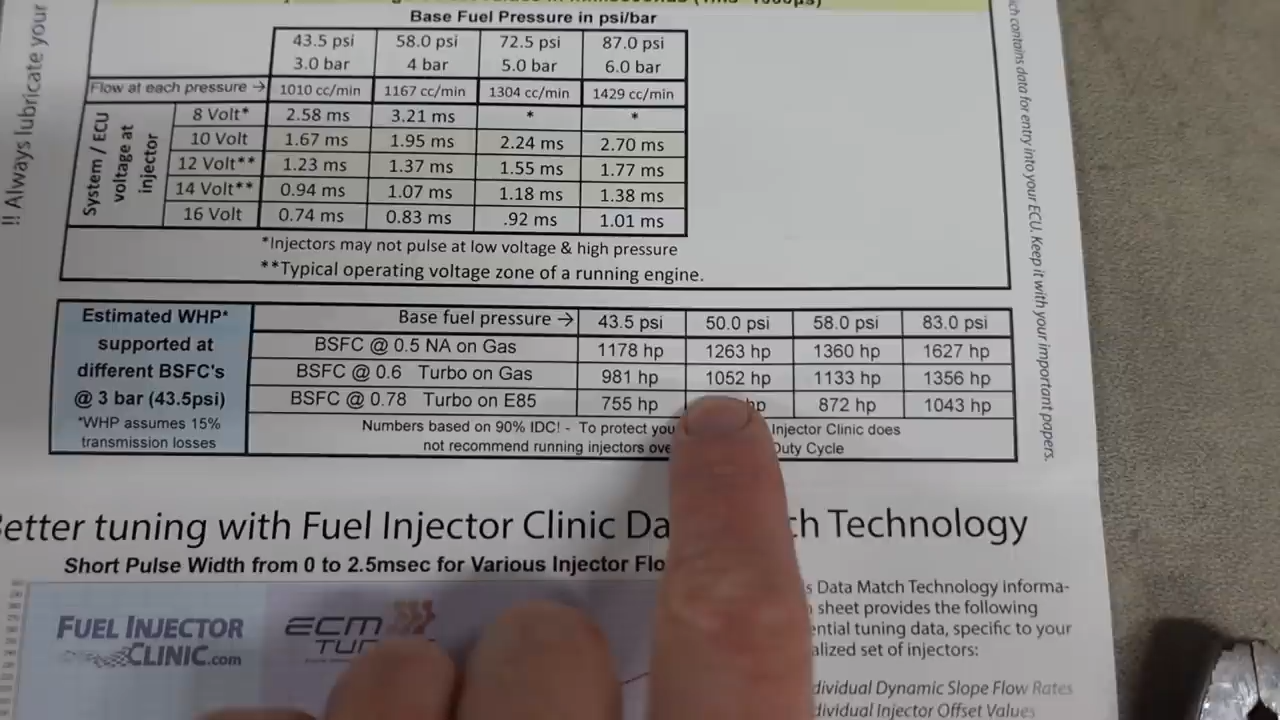 Base Fuel Pressure in psi/bar
43.5 psi 58.0 psi 72.5 psi 87.0 psi
3.0 bar 4 bar 5.0 bar 6.0 bar
Flow at each pressure → 1010 cc/min 1167 cc/min 1304 cc/min 1429 cc/min
System / ECU voltage at injector
8 Volt* 2.58 ms 3.21 ms * *
10 Volt 1.67 ms 1.95 ms 2.24 ms 2.70 ms
12 Volt** 1.23 ms 1.37 ms 1.55 ms 1.77 ms
14 Volt** 0.94 ms 1.07 ms 1.18 ms 1.38 ms
16 Volt 0.74 ms 0.83 ms .92 ms 1.01 ms
*Injectors may not pulse at low voltage & high pressure
**Typical operating voltage zone of a running engine.
Estimated WHP*
supported at
different BSFC's
@ 3 bar (43.5psi)
*WHP assumes 15%
transmission losses
Base fuel pressure → 43.5 psi 50.0 psi 58.0 psi 83.0 psi
BSFC @ 0.5 NA on Gas 1178 hp 1263 hp 1360 hp 1627 hp
BSFC @ 0.6 Turbo on Gas 981 hp 1052 hp 1133 hp 1356 hp
BSFC @ 0.78 Turbo on E85 755 hp hp 872 hp 1043 hp
Numbers based on 90% IDC! - To protect Injector Clinic does
not recommend running injectors Duty Cycle
!! Always lubricate your
contains data for entry into your ECU. Keep it with your important papers.
Better tuning with Fuel Injector Clinic Technology
Short Pulse Width from 0 to 2.5msec for Various Injector
FUEL INJECTOR
CLINIC.com
ECM
Data Match Technology
sheet provides the following
tuning data, specific to your
set of injectors:
Dynamic Slope Flow Rates
Injector Offset Values